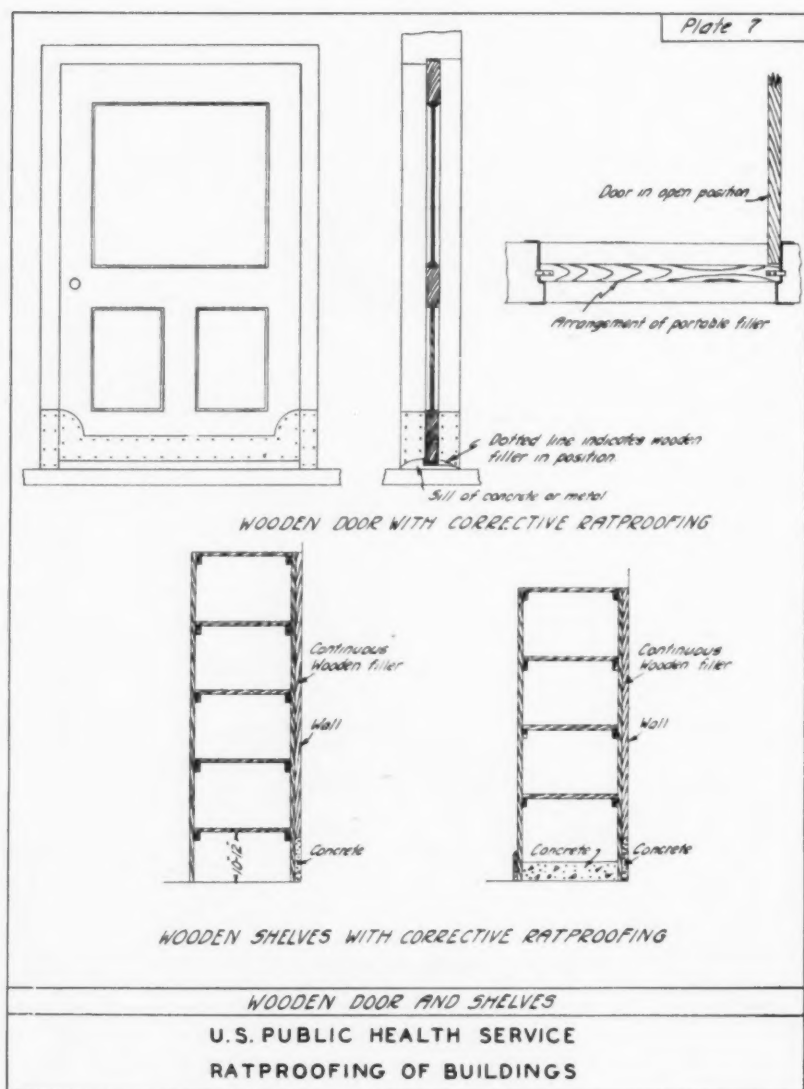 Plate 7
Door in open position
Arrangement of portable filler
Dotted line indicates wooden
filler in position
Sill of concrete or metal
WOODEN DOOR WITH CORRECTIVE RATPROOFING
Continuous
Wooden filler
Wall
10-12"
Concrete
Continuous
Wooden filler
Wall
Concrete
Concrete
WOODEN SHELVES WITH CORRECTIVE RATPROOFING
WOODEN DOOR AND SHELVES
U.S. PUBLIC HEALTH SERVICE
RATPROOFING OF BUILDINGS